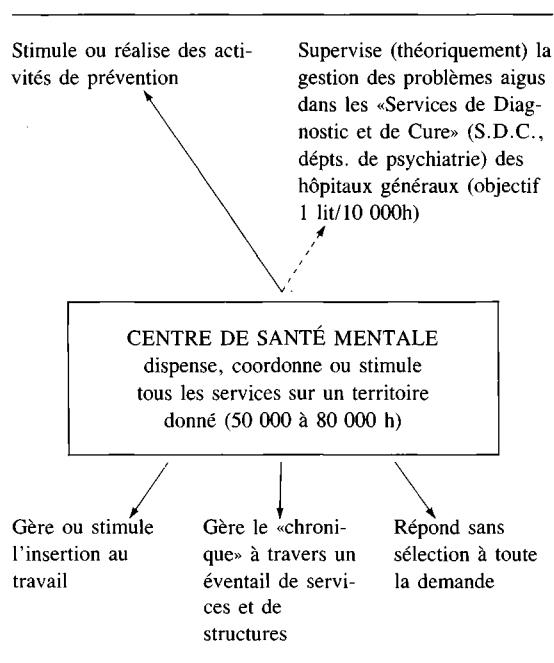 Stimule ou réalise des acti-
vités de prévention
Supervise (théoriquement) la
gestion des problèmes aigus
dans les «Services de Diag-
nostic et de Cure» (S.D.C.,
dépts. de psychiatrie) des
hôpitaux généraux (objectif
1 lit/10 000h)
CENTRE DE SANTÉ MENTALE
dispense, coordonne ou stimule
tous les services sur un territoire
donné (50 000 à 80 000 h)
Gère ou stimule
l'insertion au
travail
Gère le «chroni-
que» à travers un
éventail de servi-
ces et de
structures
Répond sans
sélection à toute
la demande